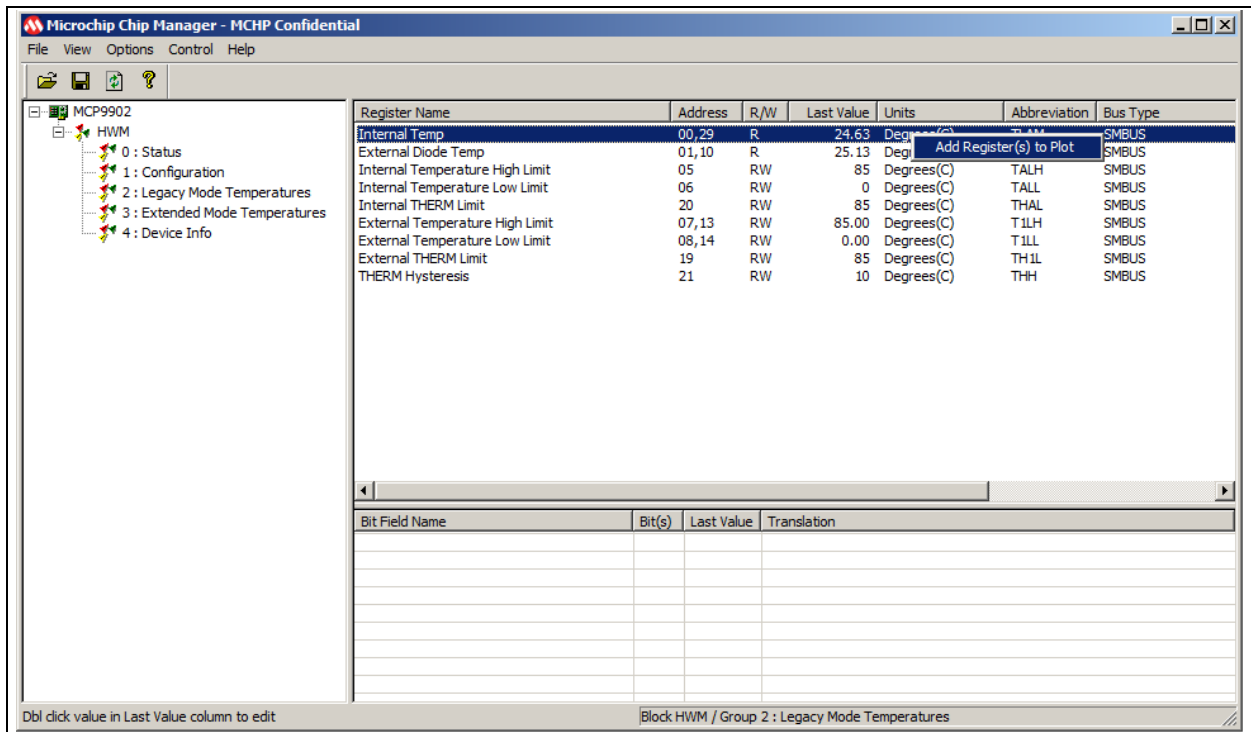 Microchip Chip Manager - MCHP Confidential
File View Options Control Help
MCP9902
HWM
0 : Status
1 : Configuration
2 : Legacy Mode Temperatures
3 : Extended Mode Temperatures
4 : Device Info
Register Name Address R/W Last Value Units Abbreviation Bus Type
Internal Temp 00,29 R 24.63 SMBUS
External Diode Temp 01,10 R 25.13 SMBUS
Add Register(s) to Plot
Internal Temperature High Limit 05 RW 85 Degrees(C) TALH SMBUS
Internal Temperature Low Limit 06 RW 0 Degrees(C) TALL SMBUS
Internal THERM Limit 20 RW 85 Degrees(C) THAL SMBUS
External Temperature High Limit 07,13 RW 85.00 Degrees(C) T1LH SMBUS
External Temperature Low Limit 08,14 RW 0.00 Degrees(C) T1LL SMBUS
External THERM Limit 19 RW 85 Degrees(C) TH1L SMBUS
THERM Hysteresis 21 RW 10 Degrees(C) THH SMBUS
Bit Field Name Bit(s) Last Value Translation
Dbl click value in Last Value column to edit
Block HWM / Group 2 : Legacy Mode Temperatures